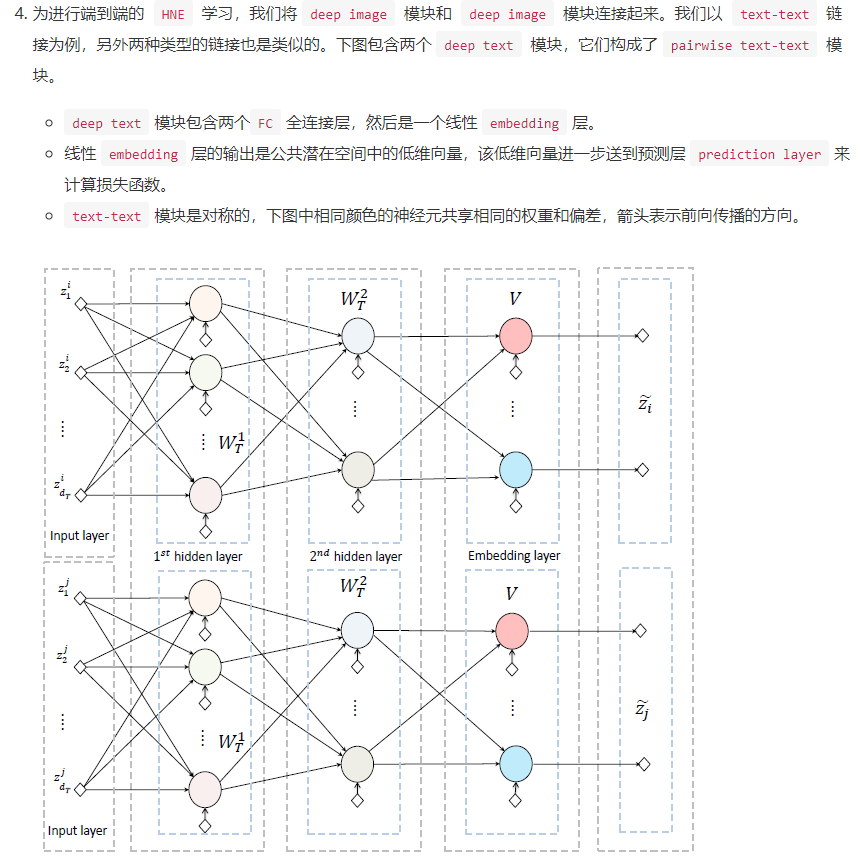 4. 为进行端到端的 HNE 学习，我们将 deep image 模块和 deep image 模块连接起来。我们以 text-text 链
接为例，另外两种类型的链接也是类似的。下图包含两个 deep text 模块，它们构成了 pairwise text-text 模
块。
deep text 模块包含两个 FC 全连接层，然后是一个线性 embedding 层。
线性 embedding 层的输出是公共潜在空间中的低维向量，该低维向量进一步送到预测层 prediction layer 来
计算损失函数。
text-text 模块是对称的，下图中相同颜色的神经元共享相同的权重和偏差，箭头表示前向传播的方向。
z_1^i
z_2^i
⋮
z_{d_T}^i
Input layer
W_T^1
⋮
1^{st} hidden layer
W_T^2
⋮
2^{nd} hidden layer
V
⋮
Embedding layer
\tilde{z_i}
z_1^j
z_2^j
⋮
z_{d_T}^j
Input layer
⋮
W_T^1
W_T^2
⋮
V
⋮
\tilde{z_j}